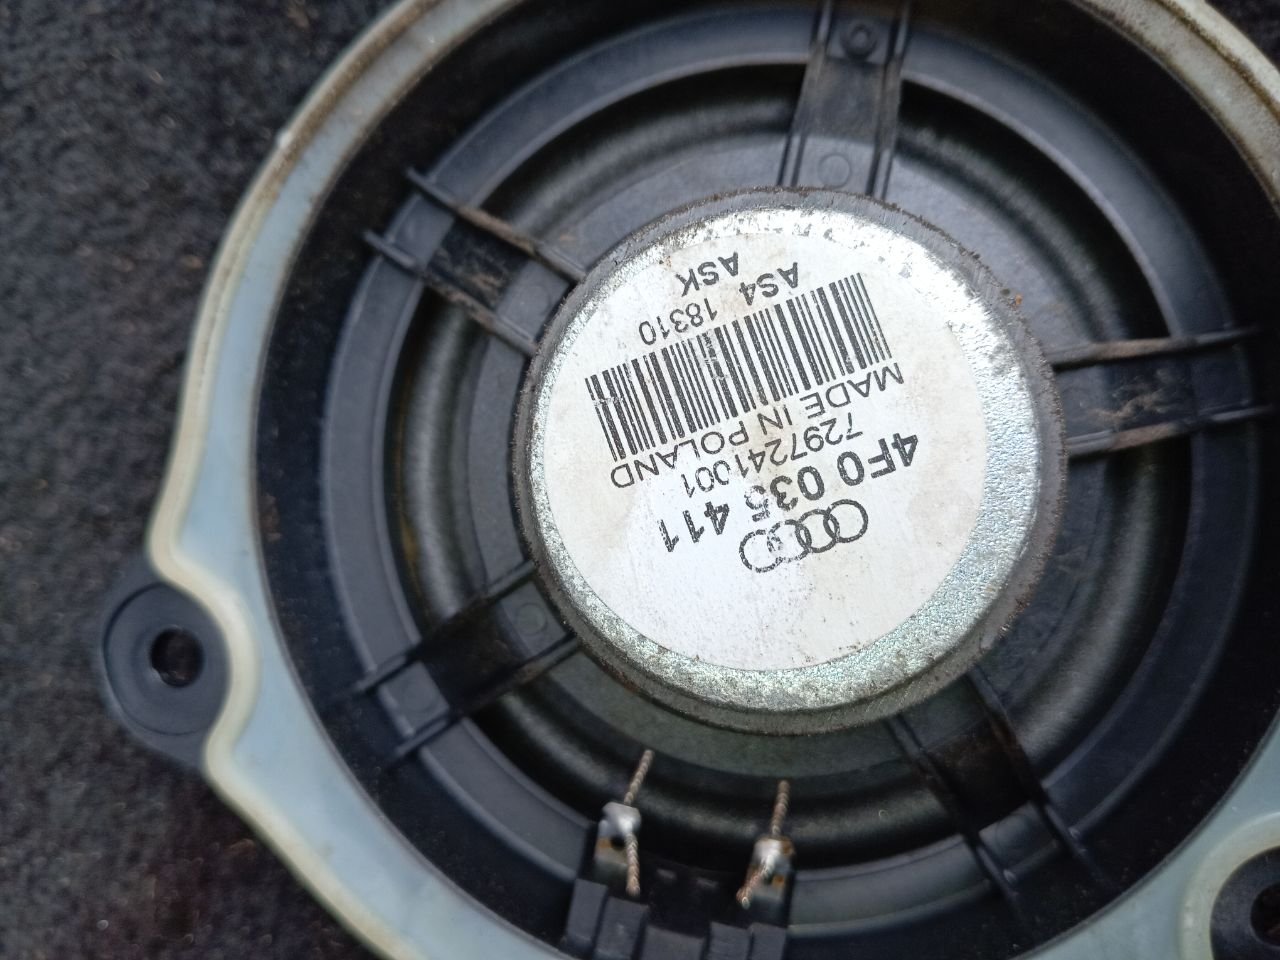 4F0 035 411
7297241001
MADE IN POLAND
AS4 18310
ASK